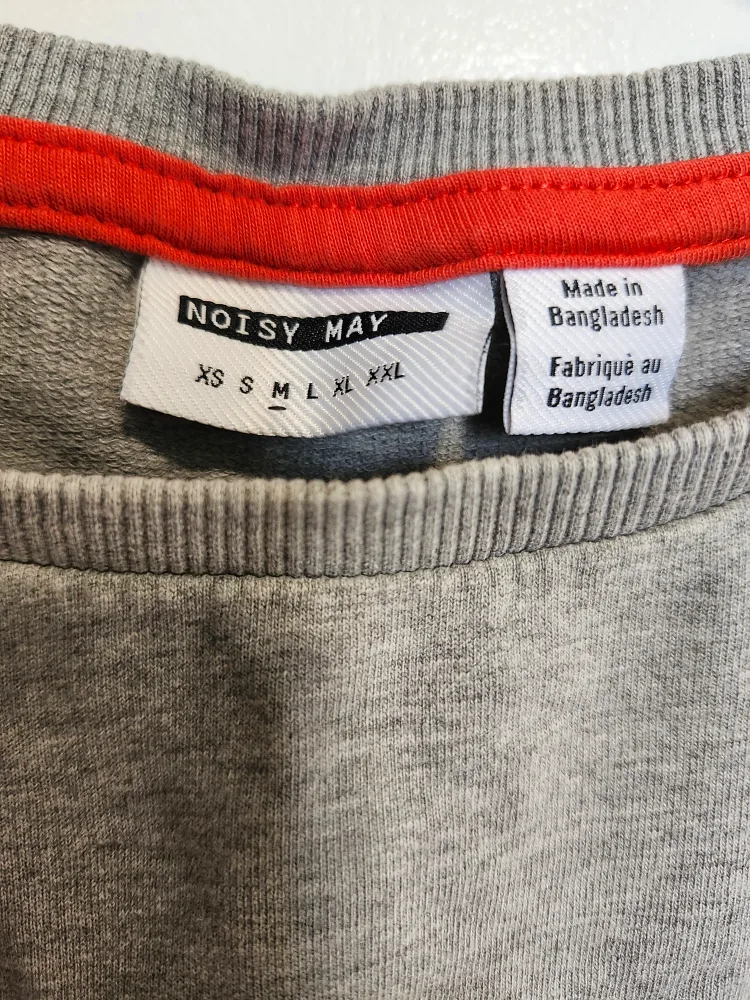 NOISY MAY
XS S M L XL XXL
Made in
Bangladesh
Fabriqué au
Bangladesh